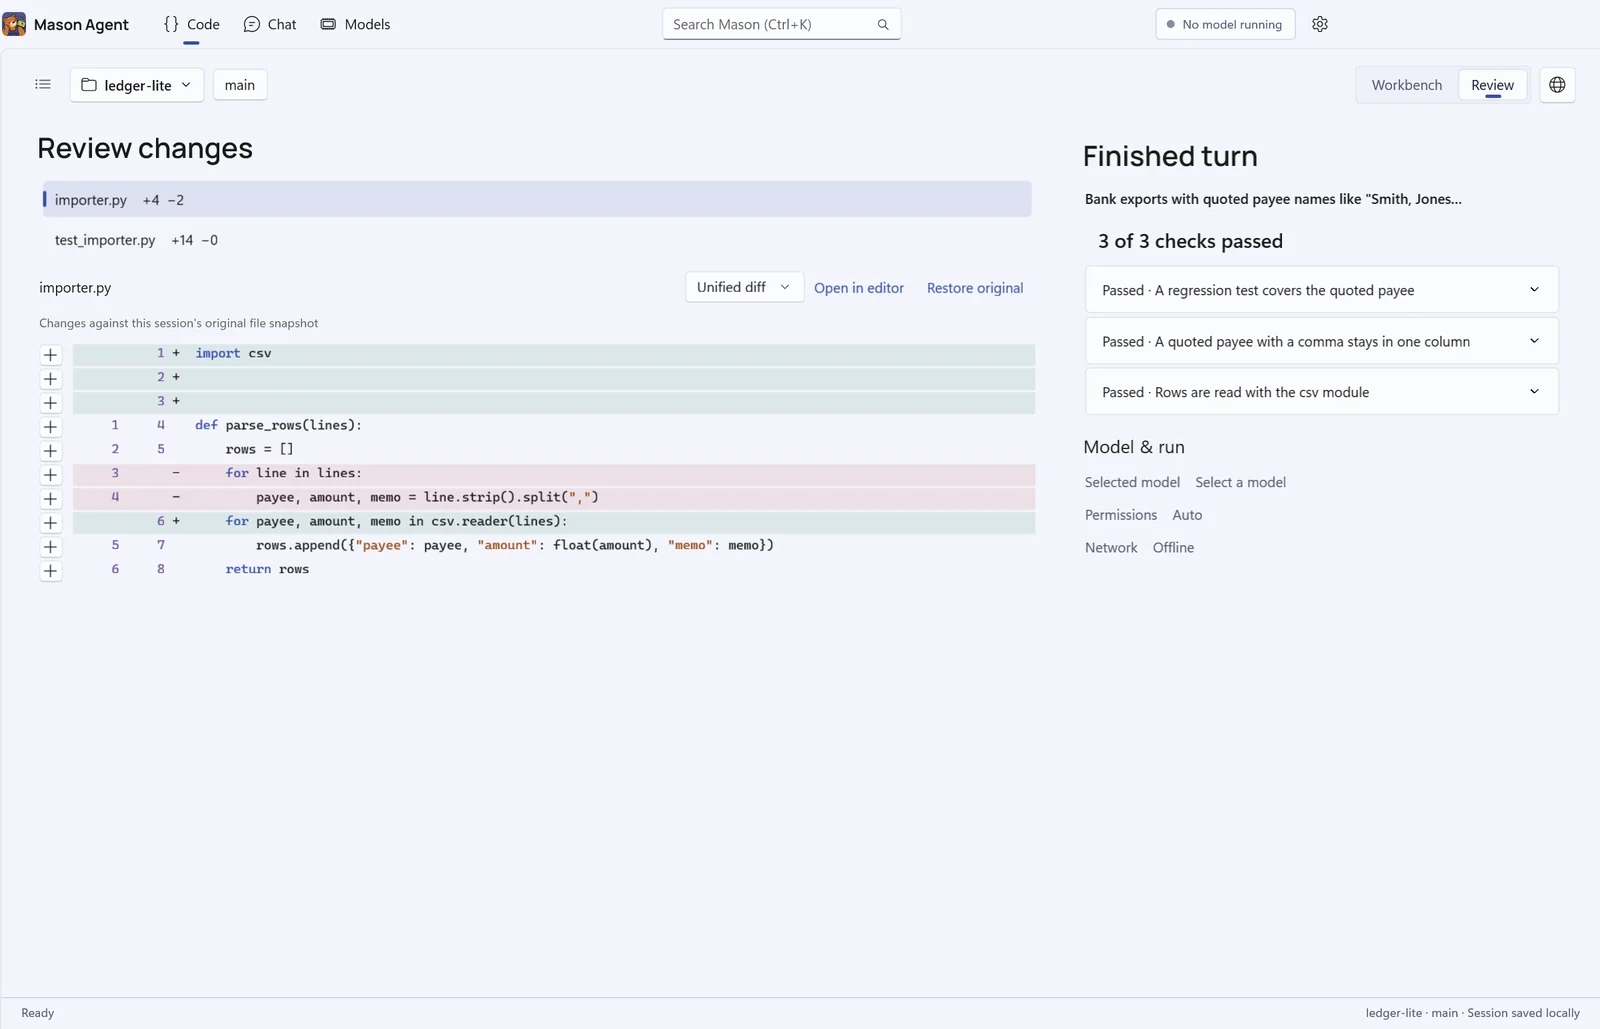 Mason Agent
{ } Code
Chat
Models
Search Mason (Ctrl+K)
No model running
ledger-lite
main
Workbench
Review
Review changes
importer.py +4 −2
test_importer.py +14 −0
importer.py
Unified diff
Open in editor
Restore original
Changes against this session's original file snapshot
1 + import csv
2 +
3 +
1 4 def parse_rows(lines):
2 5 rows = []
3 − for line in lines:
4 − payee, amount, memo = line.strip().split(",")
6 + for payee, amount, memo in csv.reader(lines):
5 7 rows.append({"payee": payee, "amount": float(amount), "memo": memo})
6 8 return rows
Finished turn
Bank exports with quoted payee names like "Smith, Jones...
3 of 3 checks passed
Passed · A regression test covers the quoted payee
Passed · A quoted payee with a comma stays in one column
Passed · Rows are read with the csv module
Model & run
Selected model Select a model
Permissions Auto
Network Offline
Ready
ledger-lite · main · Session saved locally